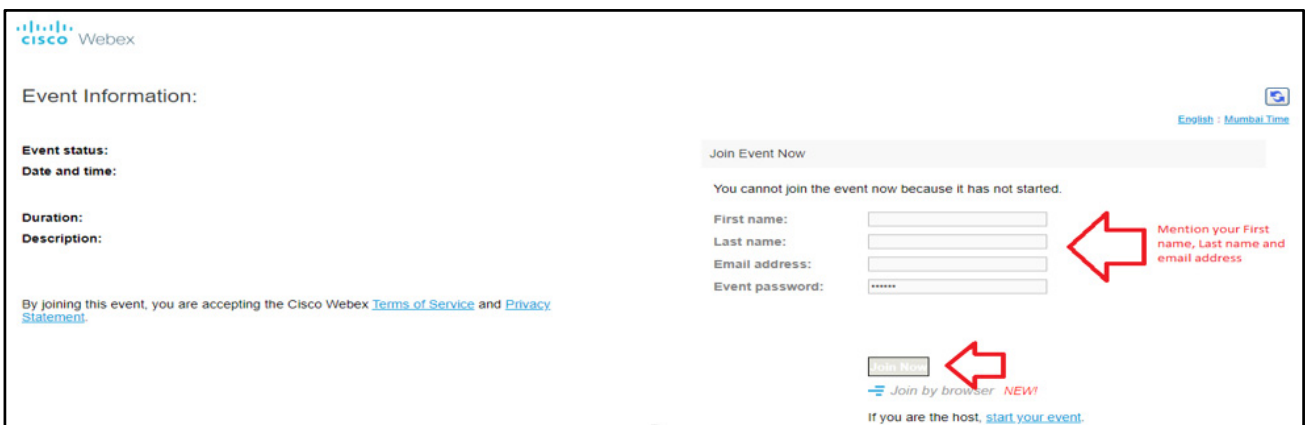 cisco Webex
Event Information:
English : Mumbai Time
Event status:
Date and time:
Duration:
Description:
By joining this event, you are accepting the Cisco Webex Terms of Service and Privacy
Statement.
Join Event Now
You cannot join the event now because it has not started.
First name:
Last name:
Email address:
Event password: ••••••
Mention your First
name, Last name and
email address
Join Now
Join by browser NEW!
If you are the host, start your event.